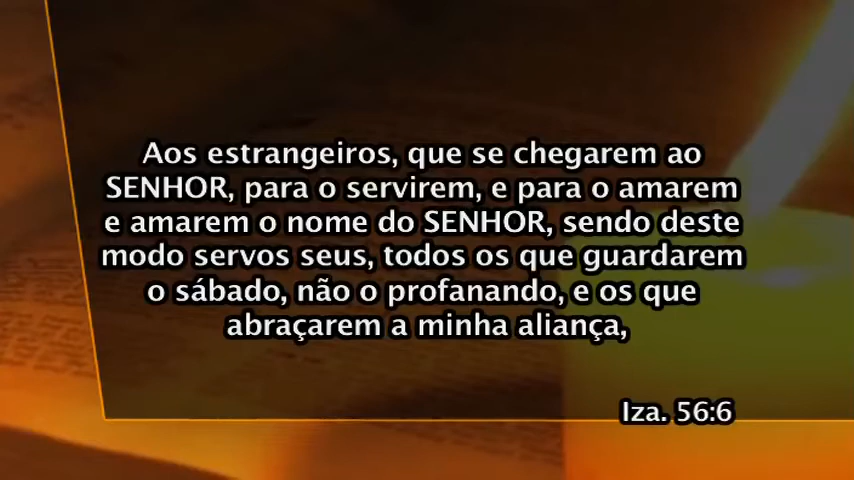 Aos estrangeiros, que se chegarem ao
SENHOR, para o servirem, e para o amarem
e amarem o nome do SENHOR, sendo deste
modo servos seus, todos os que guardarem
o sábado, não o profanando, e os que
abraçarem a minha aliança,
Iza. 56:6